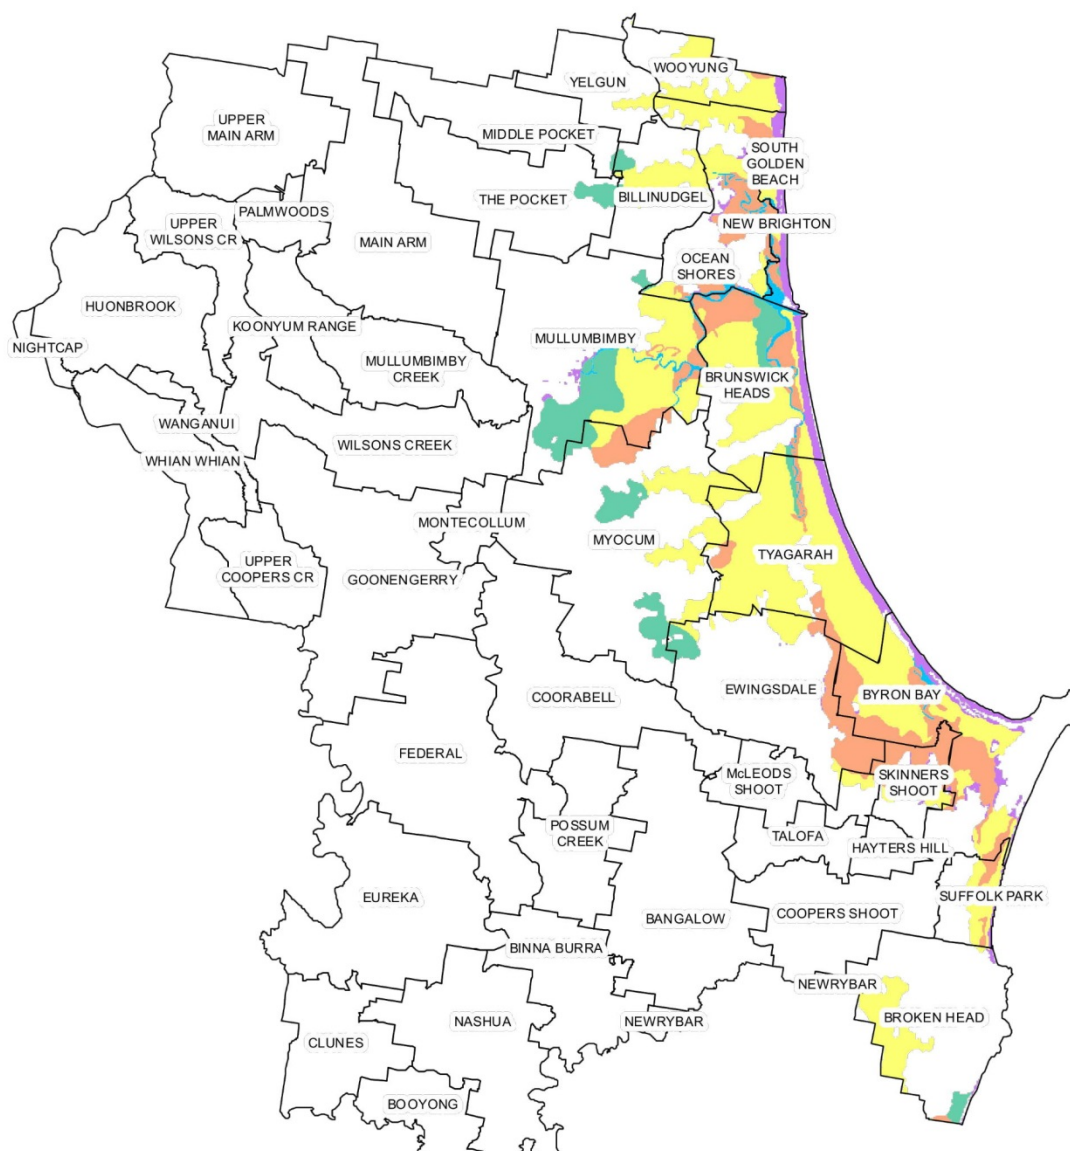 WOOYUNG
YELGUN
UPPER
MAIN ARM
MIDDLE POCKET
SOUTH
GOLDEN
BEACH
THE POCKET
BILLINUDGEL
PALMWOODS
UPPER
WILSONS CR
MAIN ARM
NEW BRIGHTON
OCEAN
SHORES
HUONBROOK
KOONYUM RANGE
NIGHTCAP
MULLUMBIMBY
MULLUMBIMBY
CREEK
BRUNSWICK
HEADS
WANGANUI
WILSONS CREEK
WHIAN WHIAN
MONTECOLLUM
MYOCUM
TYAGARAH
UPPER
COOPERS CR
GOONENGERRY
EWINGSDALE
COORABELL
BYRON BAY
FEDERAL
McLEODS
SHOOT
SKINNERS
SHOOT
POSSUM
CREEK
TALOFA
HAYTERS HILL
EUREKA
SUFFOLK PARK
BANGALOW
COOPERS SHOOT
BINNA BURRA
NEWRYBAR
NASHUA
NEWRYBAR
BROKEN HEAD
CLUNES
BOOYONG